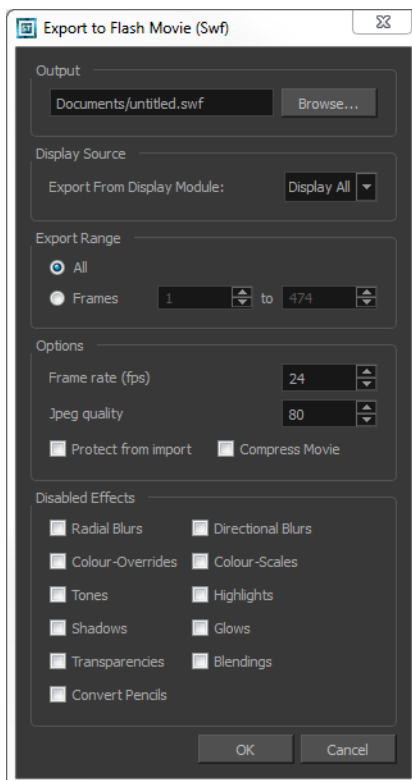 Export to Flash Movie (Swf)
Output
Documents/untitled.swf Browse...
Display Source
Export From Display Module: Display All
Export Range
All
Frames 1 to 474
Options
Frame rate (fps) 24
Jpeg quality 80
Protect from import Compress Movie
Disabled Effects
Radial Blurs Directional Blurs
Colour-Overrides Colour-Scales
Tones Highlights
Shadows Glows
Transparencies Blendings
Convert Pencils
OK Cancel